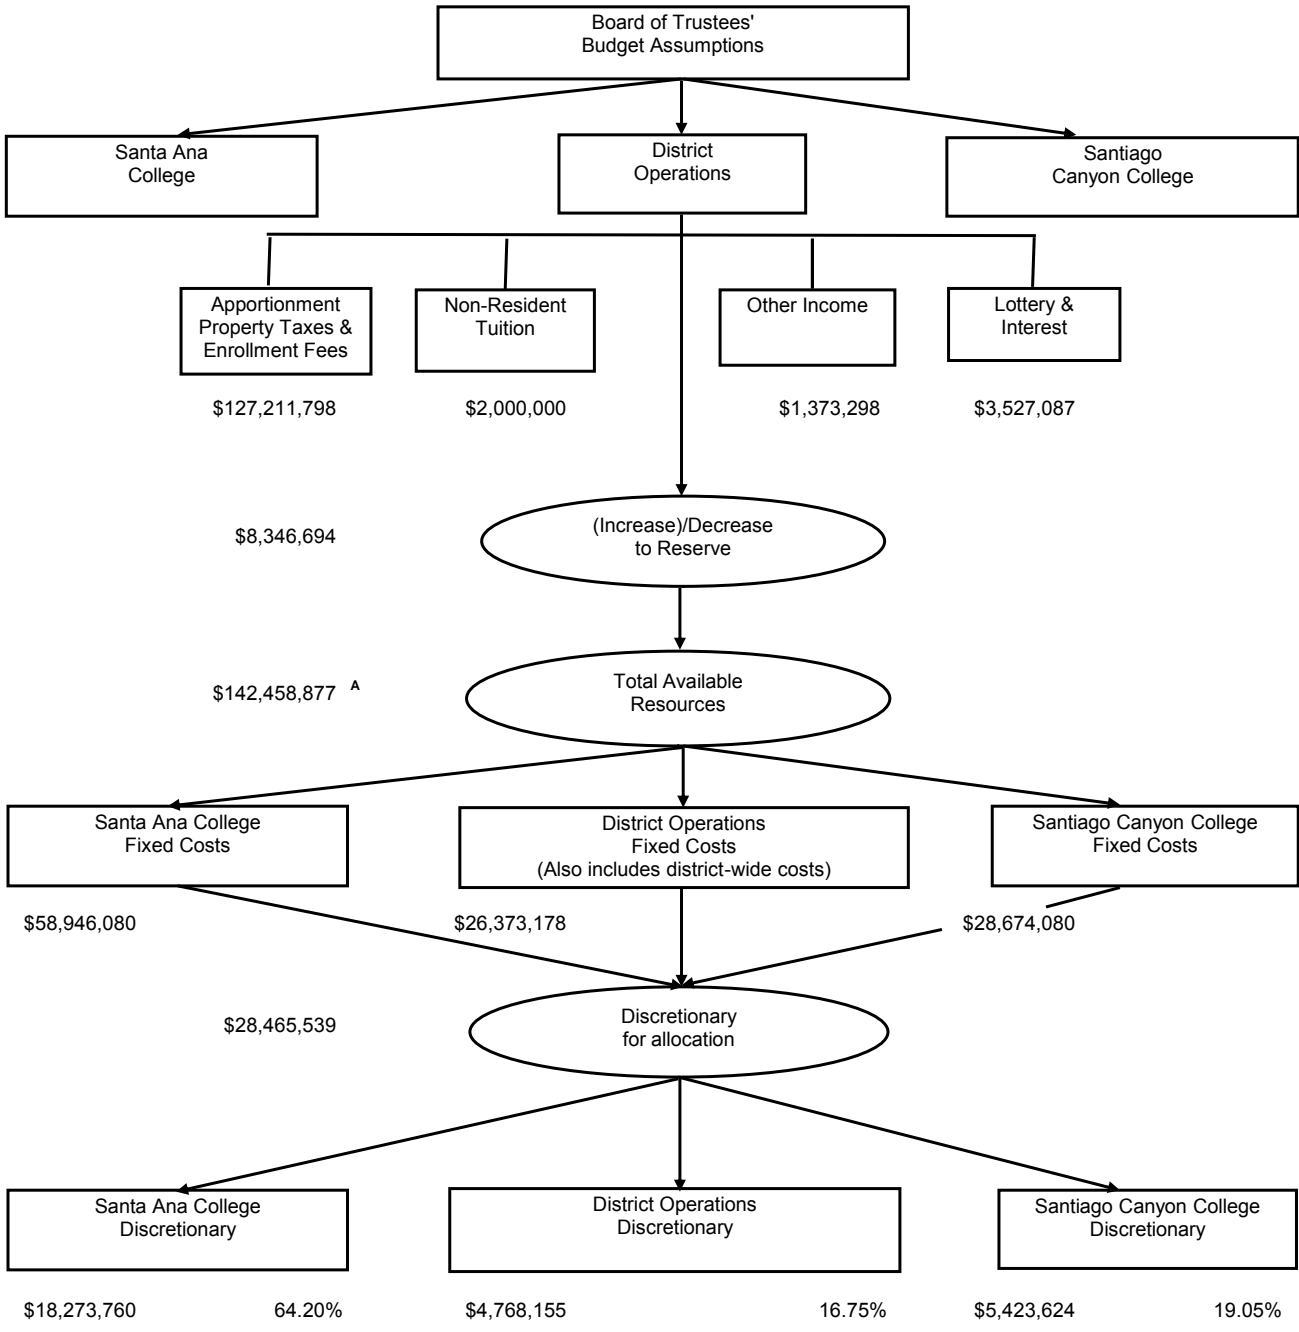 Board of Trustees'
Budget Assumptions
Santa Ana
College
District
Operations
Santiago
Canyon College
Apportionment
Property Taxes &
Enrollment Fees
Non-Resident
Tuition
Other Income
Lottery &
Interest
$127,211,798
$2,000,000
$1,373,298
$3,527,087
$8,346,694
(Increase)/Decrease
to Reserve
$142,458,877 A
Total Available
Resources
Santa Ana College
Fixed Costs
District Operations
Fixed Costs
(Also includes district-wide costs)
Santiago Canyon College
Fixed Costs
$58,946,080
$26,373,178
$28,674,080
$28,465,539
Discretionary
for allocation
Santa Ana College
Discretionary
District Operations
Discretionary
Santiago Canyon College
Discretionary
$18,273,760 64.20%
$4,768,155 16.75%
$5,423,624 19.05%